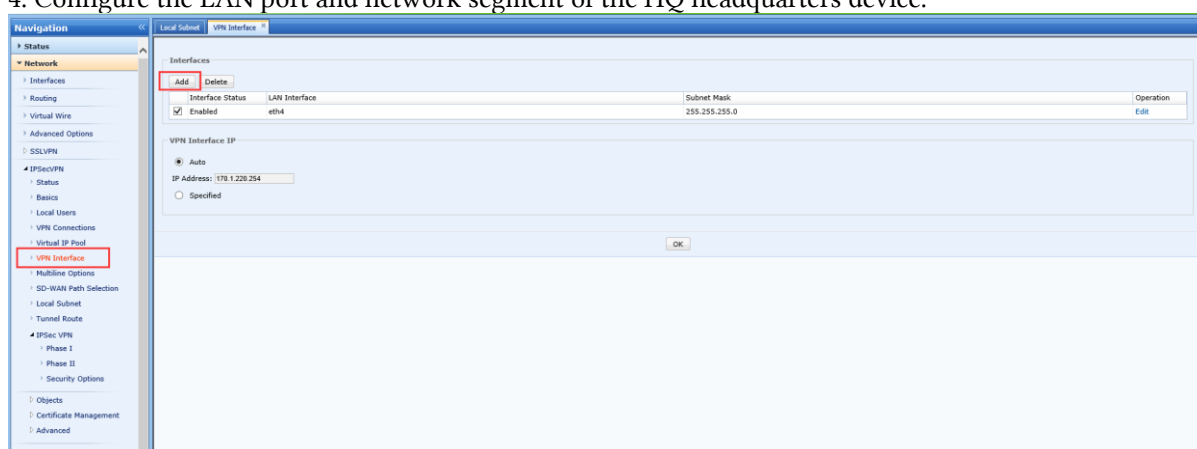 4. Configure the LAN port and network segment of the HQ headquarters device.
Navigation
Local Subnet
VPN Interface
Status
Network
Interfaces
Routing
Virtual Wire
Advanced Options
SSLVPN
IPSecVPN
Status
Basics
Local Users
VPN Connections
Virtual IP Pool
VPN Interface
Multiline Options
SD-WAN Path Selection
Local Subnet
Tunnel Route
IPSec VPN
Phase I
Phase II
Security Options
Objects
Certificate Management
Advanced
Interfaces
Add Delete
Interface Status LAN Interface Subnet Mask Operation
Enabled eth4 255.255.255.0 Edit
VPN Interface IP
Auto
IP Address: 170.1.220.254
Specified
OK